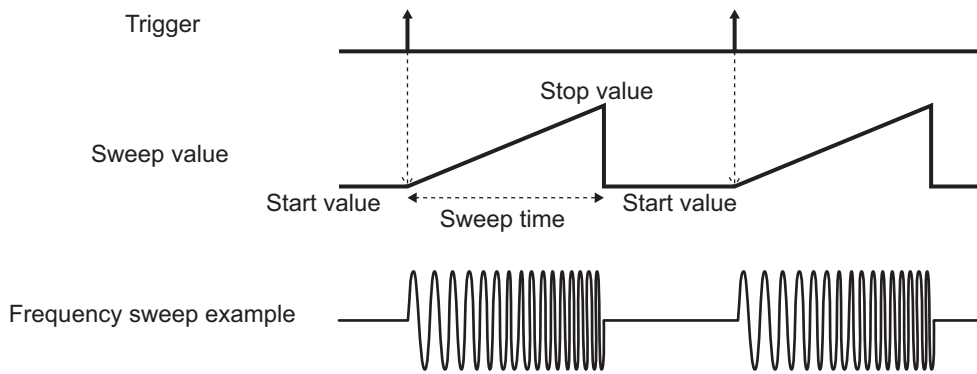 Trigger
Stop value
Sweep value
Start value
Sweep time
Start value
Frequency sweep example